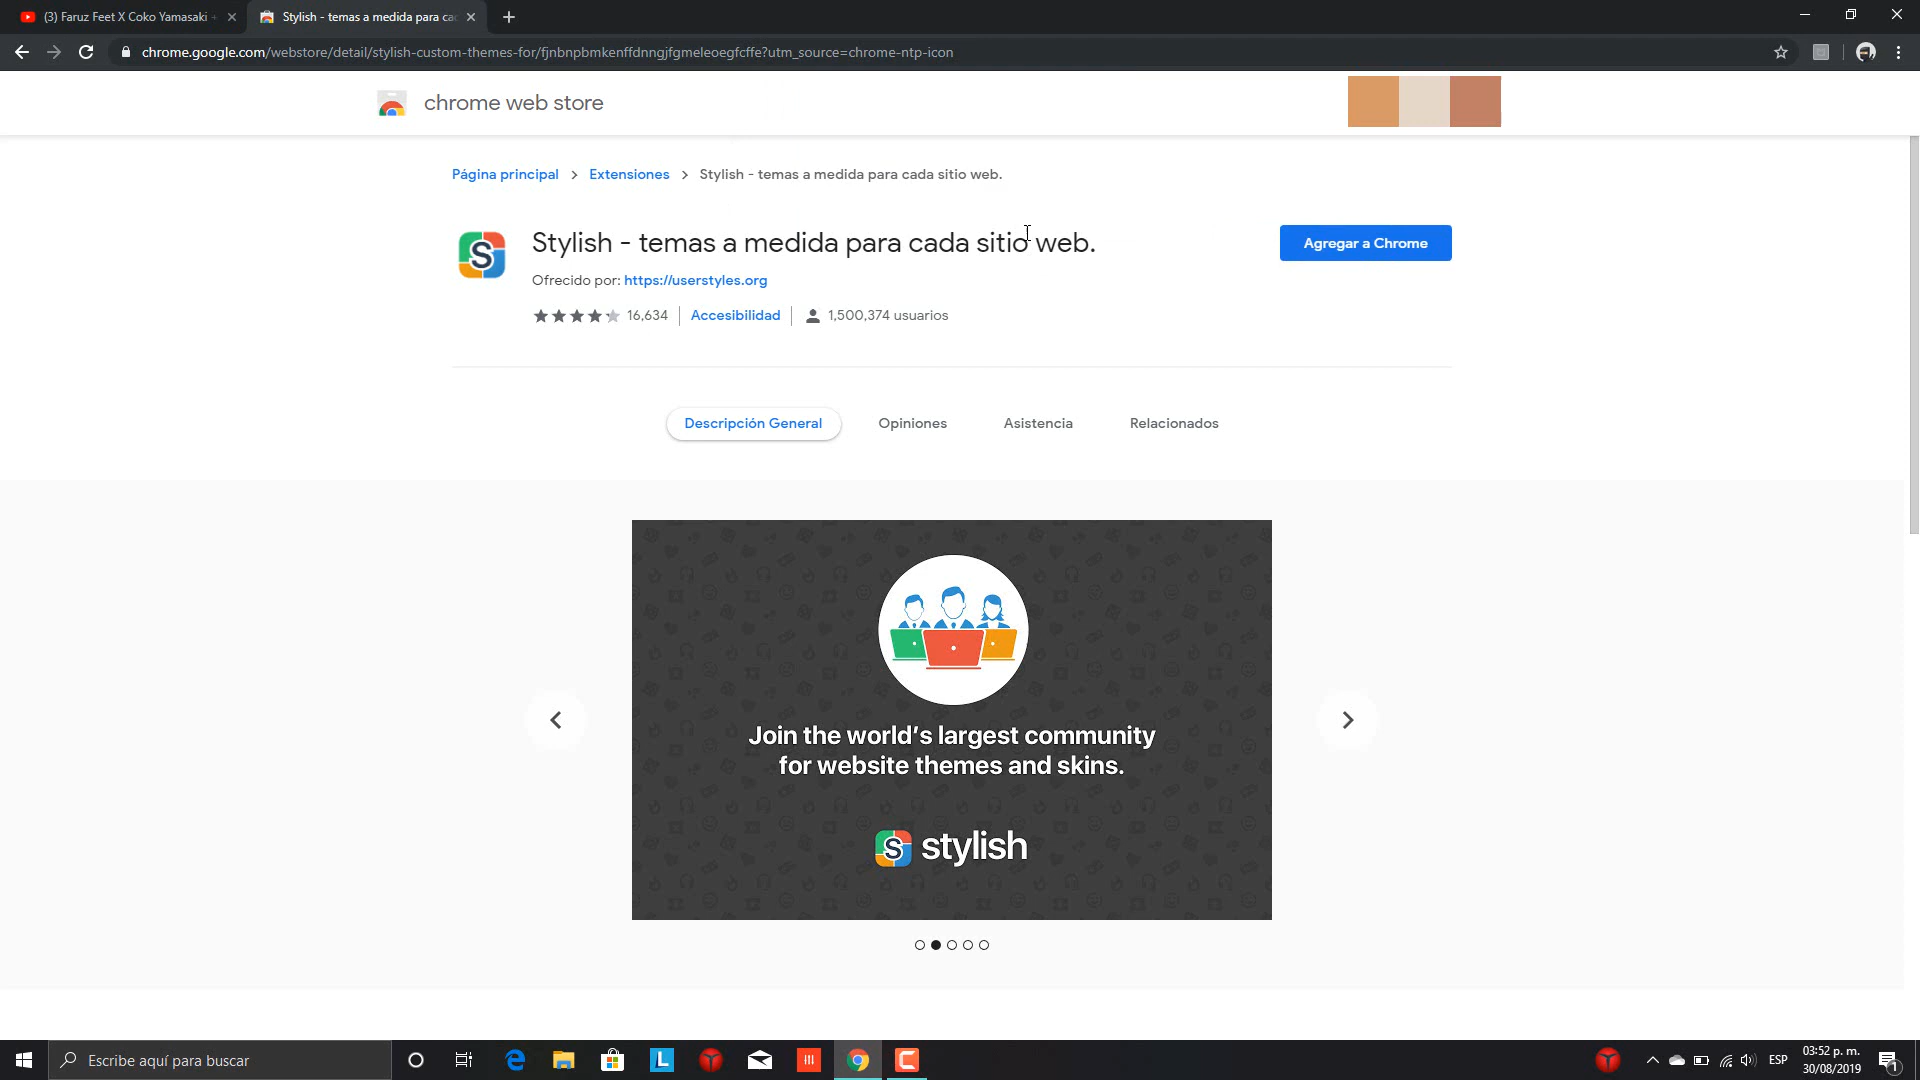 (3) Faruz Feet X Coko Yamasaki
Stylish - temas a medida para ca
chrome.google.com/webstore/detail/stylish-custom-themes-for/fjnbnpbmkenffdnngjfgmeleoegfcffe?utm_source=chrome-ntp-icon
chrome web store
Página principal > Extensiones > Stylish - temas a medida para cada sitio web.
Stylish - temas a medida para cada sitio web.
Agregar a Chrome
Ofrecido por: https://userstyles.org
16,634 Accesibilidad 1,500,374 usuarios
Descripción General
Opiniones
Asistencia
Relacionados
Join the world's largest community
for website themes and skins.
S stylish
Escribe aquí para buscar
ESP
03:52 p. m.
30/08/2019
1